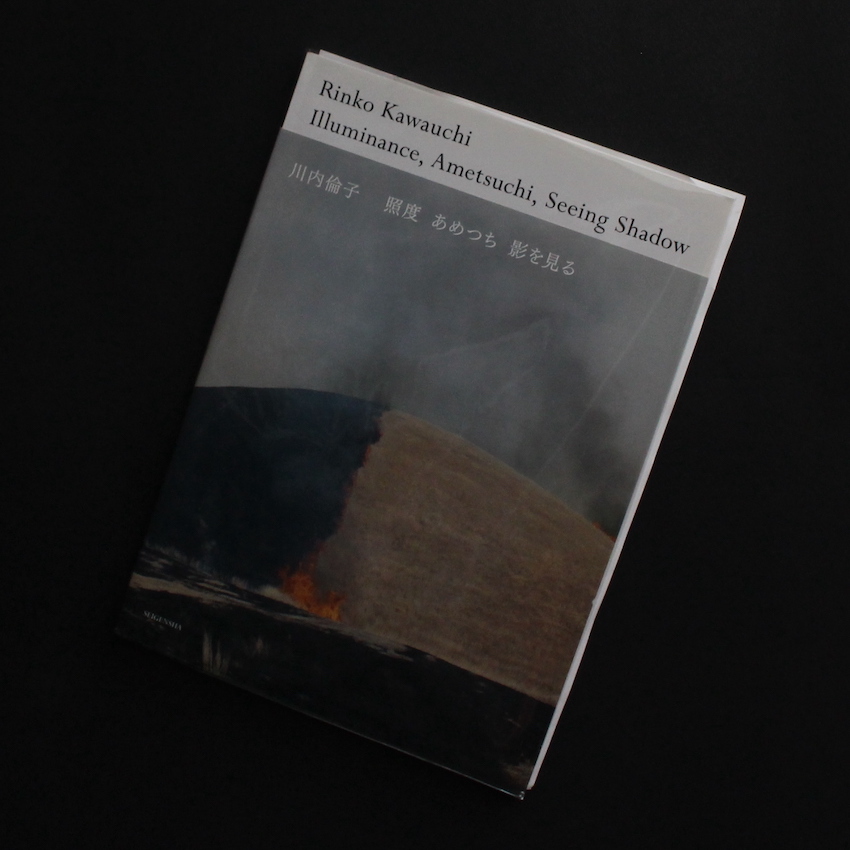 Rinko Kawauchi
Illuminance, Ametsuchi, Seeing Shadow
川内倫子　照度 あめつち 影を見る
SEIGENSHA